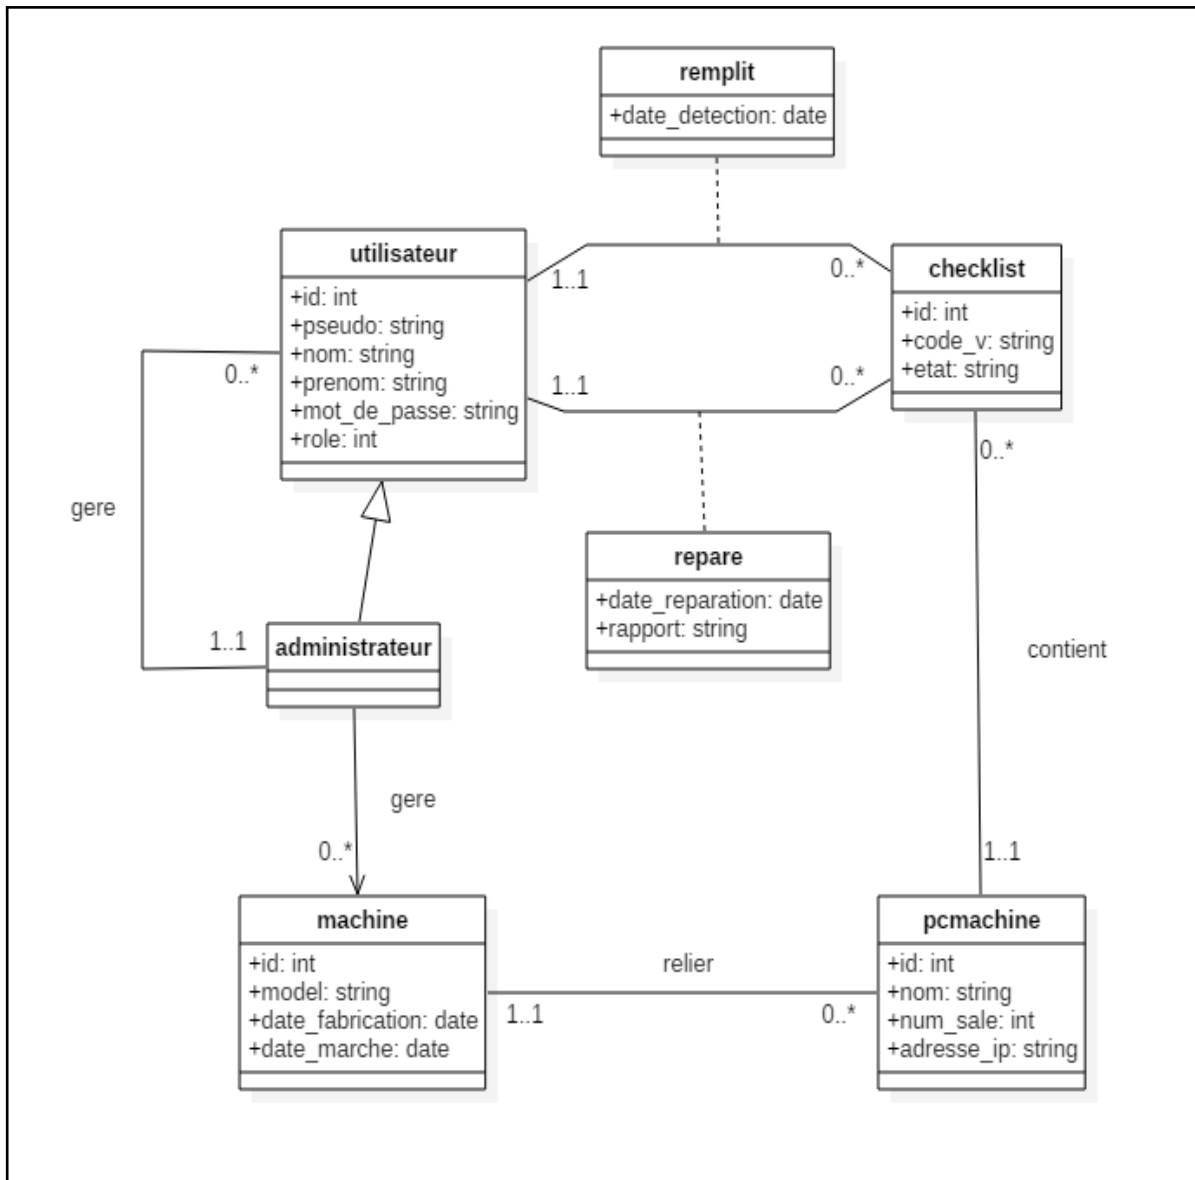 remplit
+date_detection: date
utilisateur
+id: int
+pseudo: string
+nom: string
+prenom: string
+mot_de_passe: string
+role: int
1..1
0..*
checklist
+id: int
+code_v: string
+etat: string
0..*
1..1
0..*
0..*
gere
repare
+date_reparation: date
+rapport: string
1..1
administrateur
contient
gere
0..*
1..1
machine
+id: int
+model: string
+date_fabrication: date
+date_marche: date
relier
1..1
0..*
pcmachine
+id: int
+nom: string
+num_sale: int
+adresse_ip: string